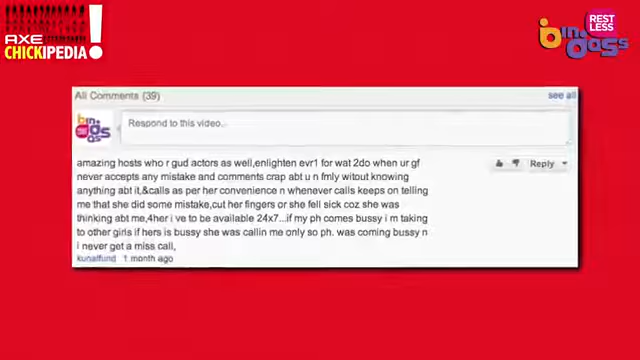 AXE
CHICKIPEDIA!
bindass
REST
LESS
All Comments (39)
see all
bindass
Respond to this video...
amazing hosts who r gud actors as well,enlighten evr1 for wat 2do when ur gf
never accepts any mistake and comments crap abt u n fmly witout knowing
anything abt it,&calls as per her convenience n whenever calls keeps on telling
me that she did some mistake,cut her fingers or she fell sick coz she was
thinking abt me,4her i ve to be available 24x7...if my ph comes bussy i m taking
to other girls if hers is bussy she was callin me only so ph. was coming bussy n
i never got a miss call,
Reply
kunalfund 1 month ago